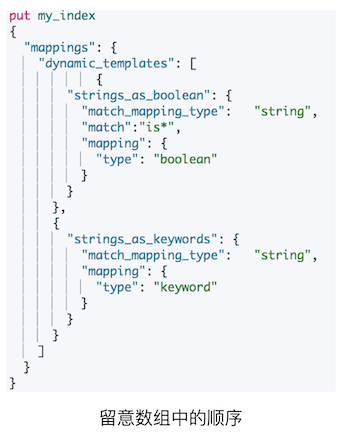 put my_index
{
  "mappings": {
    "dynamic_templates": [
            {
        "strings_as_boolean": {
          "match_mapping_type":   "string",
          "match":"is*",
          "mapping": {
            "type": "boolean"
          }
        }
      },
      {
        "strings_as_keywords": {
          "match_mapping_type":   "string",
          "mapping": {
            "type": "keyword"
          }
        }
      }
    ]
  }
}
留意数组中的顺序